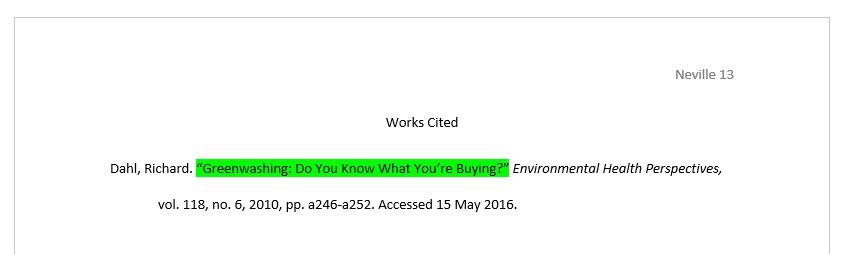 Neville 13
Works Cited
Dahl, Richard. “Greenwashing: Do You Know What You’re Buying?” Environmental Health Perspectives,
vol. 118, no. 6, 2010, pp. a246-a252. Accessed 15 May 2016.